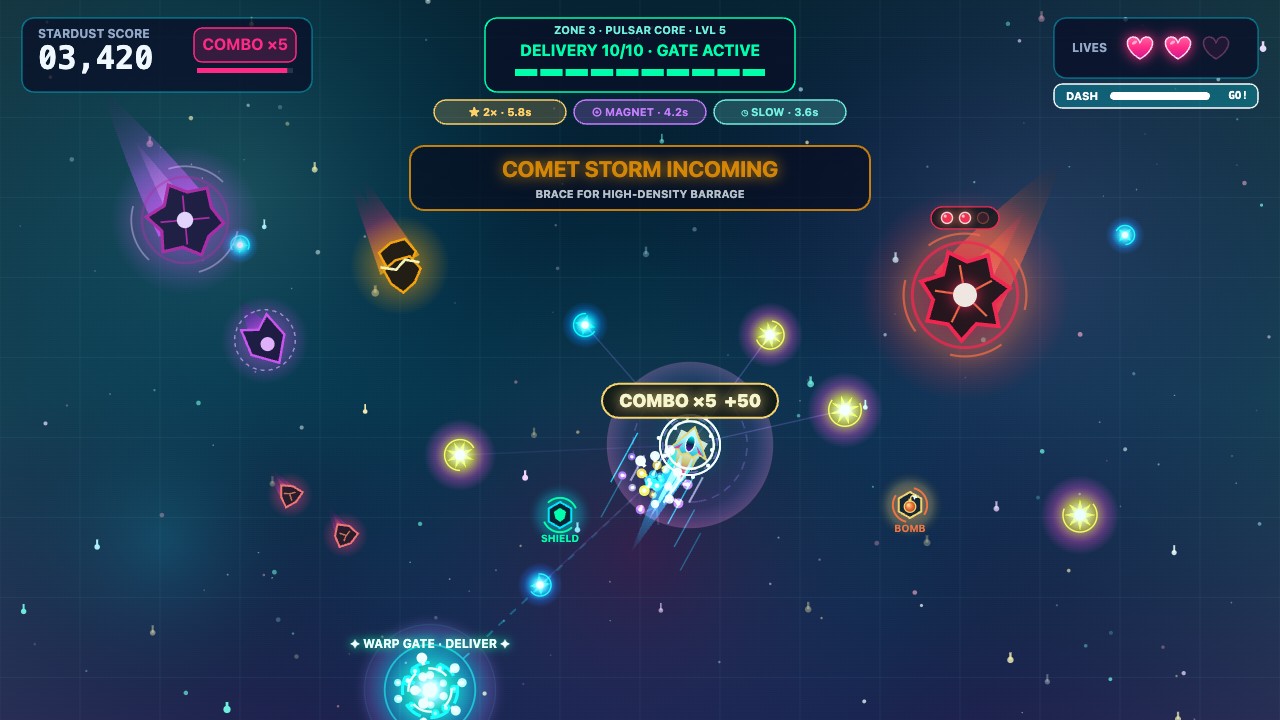 STARDUST SCORE
03,420
COMBO ×5
ZONE 3 · PULSAR CORE · LVL 5
DELIVERY 10/10 · GATE ACTIVE
LIVES
DASH GO!
★ 2× · 5.8s
MAGNET · 4.2s
SLOW · 3.6s
COMET STORM INCOMING
BRACE FOR HIGH-DENSITY BARRAGE
COMBO ×5 +50
SHIELD
BOMB
✦ WARP GATE · DELIVER ✦